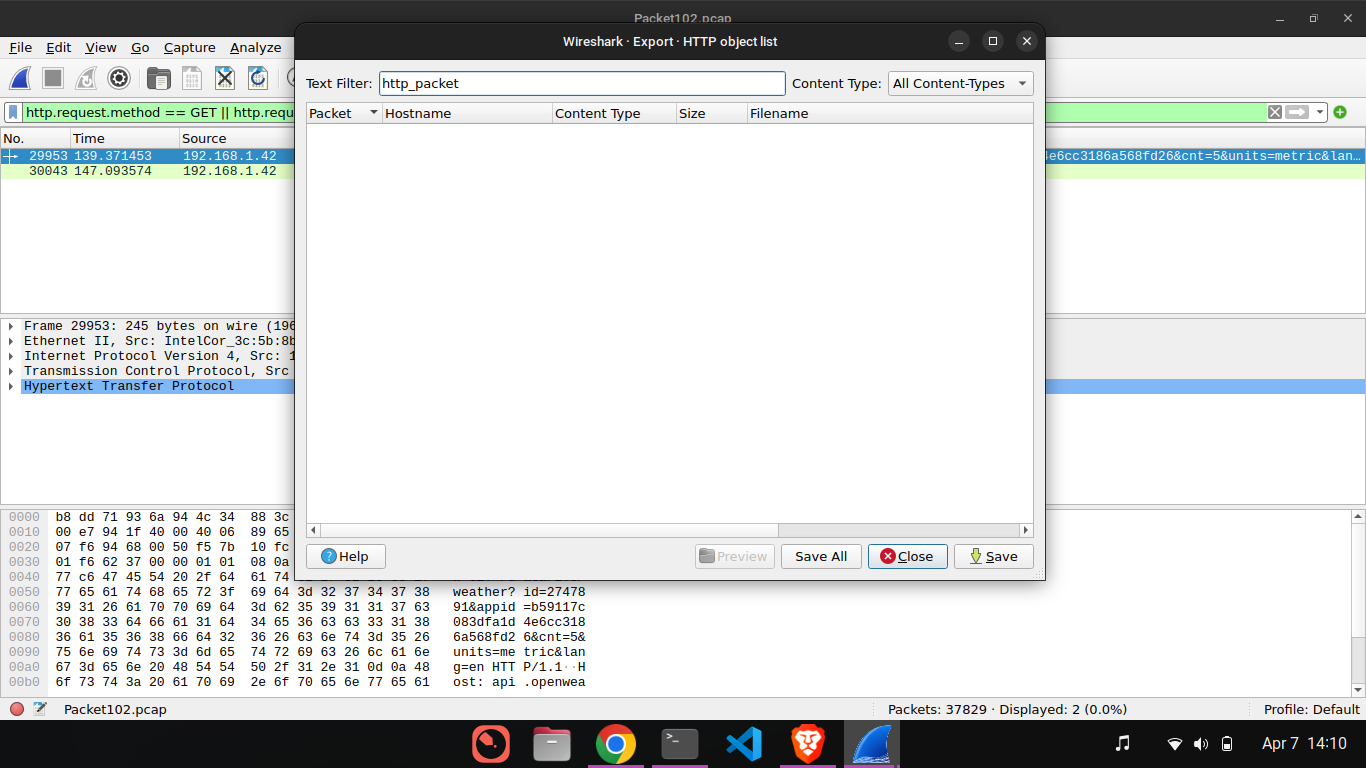 Packet102.pcap
Wireshark · Export · HTTP object list
File Edit View Go Capture Analyze
Text Filter: http_packet Content Type: All Content-Types
http.request.method == GET || http.requ
Packet Hostname Content Type Size Filename
No. Time Source
29953 139.371453 192.168.1.42 4e6cc3186a568fd26&cnt=5&units=metric&lan…
30043 147.093574 192.168.1.42
Frame 29953: 245 bytes on wire (196
Ethernet II, Src: IntelCor_3c:5b:8b
Internet Protocol Version 4, Src: 1
Transmission Control Protocol, Src
Hypertext Transfer Protocol
0000 b8 dd 71 93 6a 94 4c 34 88 3c
0010 00 e7 94 1f 40 00 40 06 89 65
0020 07 f6 94 68 00 50 f5 7b 10 fc
0030 01 f6 62 37 00 00 01 01 08 0a
Help Preview Save All Close Save
0040 77 c6 47 45 54 20 2f 64 61 74
0050 77 65 61 74 68 65 72 3f 69 64 3d 32 37 34 37 38 weather? id=27478
0060 39 31 26 61 70 70 69 64 3d 62 35 39 31 31 37 63 91&appid =b59117c
0070 30 38 33 64 66 61 31 64 34 65 36 63 63 33 31 38 083dfa1d 4e6cc318
0080 36 61 35 36 38 66 64 32 36 26 63 6e 74 3d 35 26 6a568fd2 6&cnt=5&
0090 75 6e 69 74 73 3d 6d 65 74 72 69 63 26 6c 61 6e units=me tric&lan
00a0 67 3d 65 6e 20 48 54 54 50 2f 31 2e 31 0d 0a 48 g=en HTT P/1.1··H
00b0 6f 73 74 3a 20 61 70 69 2e 6f 70 65 6e 77 65 61 ost: api .openwea
Packet102.pcap Packets: 37829 · Displayed: 2 (0.0%) Profile: Default
Apr 7 14:10